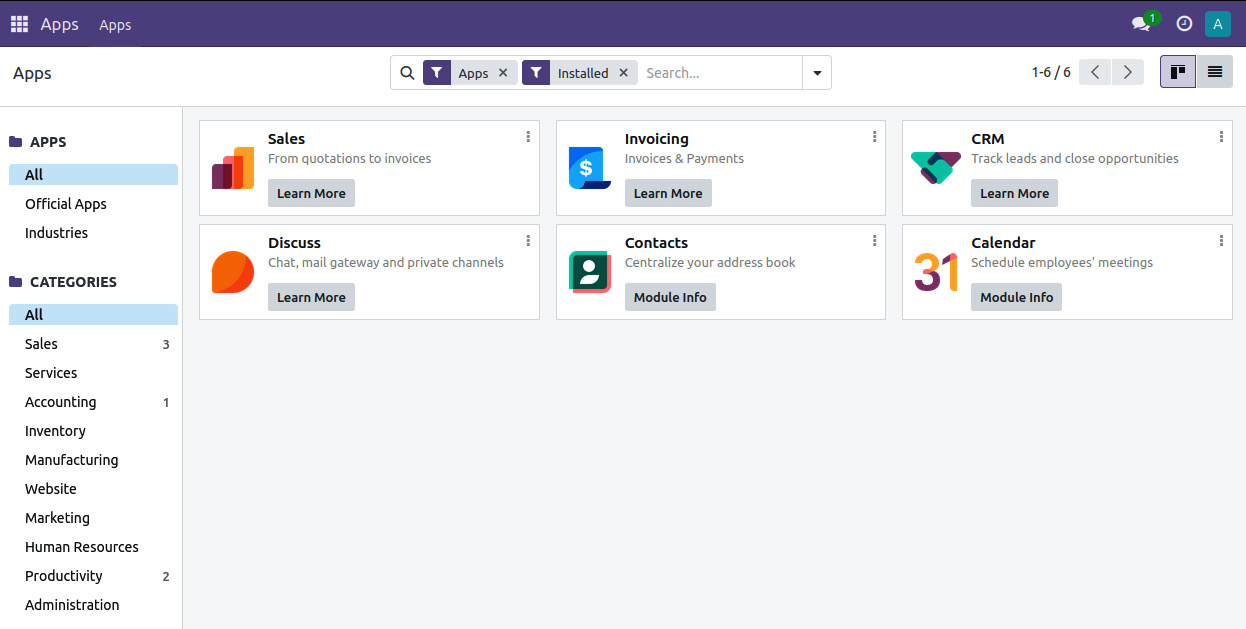 Apps Apps 1 A
Apps Apps × Installed × Search... 1-6 / 6
APPS
All
Official Apps
Industries
CATEGORIES
All
Sales 3
Services
Accounting 1
Inventory
Manufacturing
Website
Marketing
Human Resources
Productivity 2
Administration
Sales
From quotations to invoices
Learn More
$
Invoicing
Invoices & Payments
Learn More
CRM
Track leads and close opportunities
Learn More
Discuss
Chat, mail gateway and private channels
Learn More
Contacts
Centralize your address book
Module Info
31
Calendar
Schedule employees' meetings
Module Info